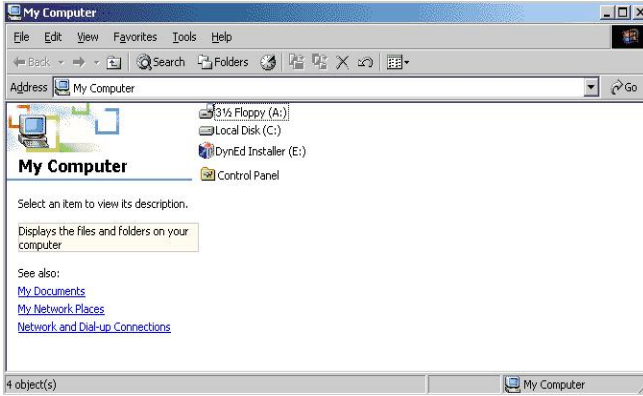 My Computer
File Edit View Favorites Tools Help
Back Search Folders
Address My Computer Go
3½ Floppy (A:)
Local Disk (C:)
DynEd Installer (E:)
Control Panel
My Computer
Select an item to view its description.
Displays the files and folders on your
computer
See also:
My Documents
My Network Places
Network and Dial-up Connections
4 object(s) My Computer